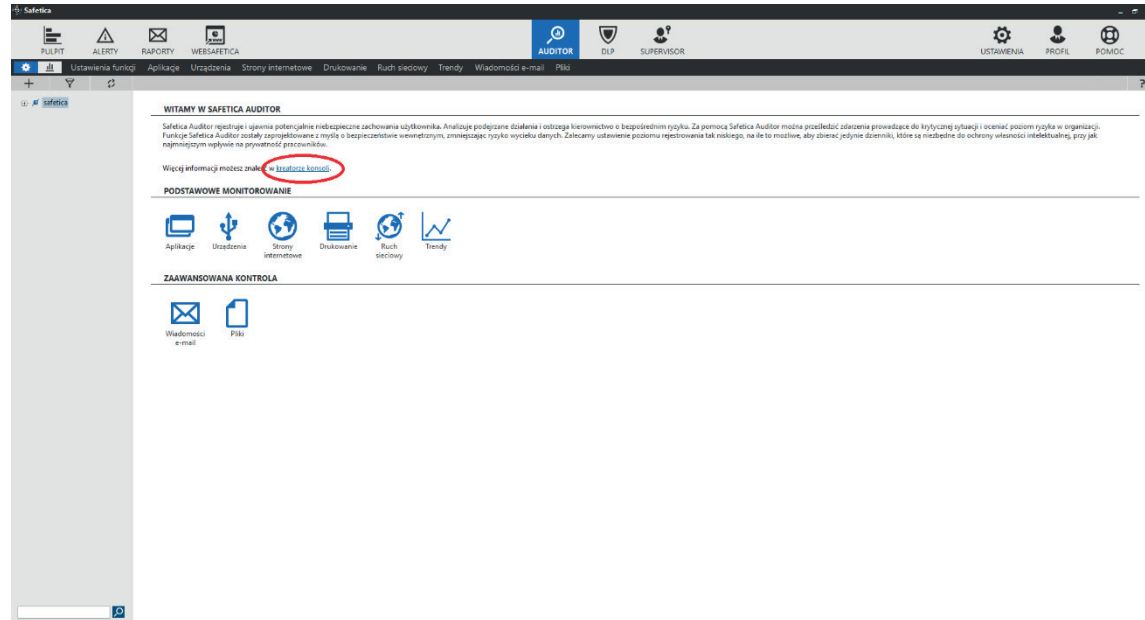 Safetica
PULPIT ALERTY RAPORTY WEBSAFETICA AUDITOR DLP SUPERVISOR USTAWIENIA PROFIL POMOC
Ustawienia funkcji Aplikacje Urządzenia Strony internetowe Drukowanie Ruch sieciowy Trendy Wiadomości e-mail Pliki
?
safetica
WITAMY W SAFETICA AUDITOR
Safetica Auditor rejestruje i ujawnia potencjalnie niebezpieczne zachowania użytkownika. Analizuje podejrzane działania i ostrzega kierownictwo o bezpośrednim ryzyku. Za pomocą Safetica Auditor można prześledzić zdarzenia prowadzące do krytycznej sytuacji i oceniać poziom ryzyka w organizacji.
Funkcje Safetica Auditor zostały zaprojektowane z myślą o bezpieczeństwie wewnętrznym, zmniejszając ryzyko wycieku danych. Zalecamy ustawienie poziomu rejestrowania tak niskiego, na ile to możliwe, aby zbierać jedynie dzienniki, które są niezbędne do ochrony własności intelektualnej, przy jak
najmniejszym wpływie na prywatność pracowników.
Więcej informacji możesz znaleźć w kreatorze konsoli.
PODSTAWOWE MONITOROWANIE
Aplikacje Urządzenia Strony Drukowanie Ruch Trendy
internetowe sieciowy
ZAAWANSOWANA KONTROLA
Wiadomości Pliki
e-mail